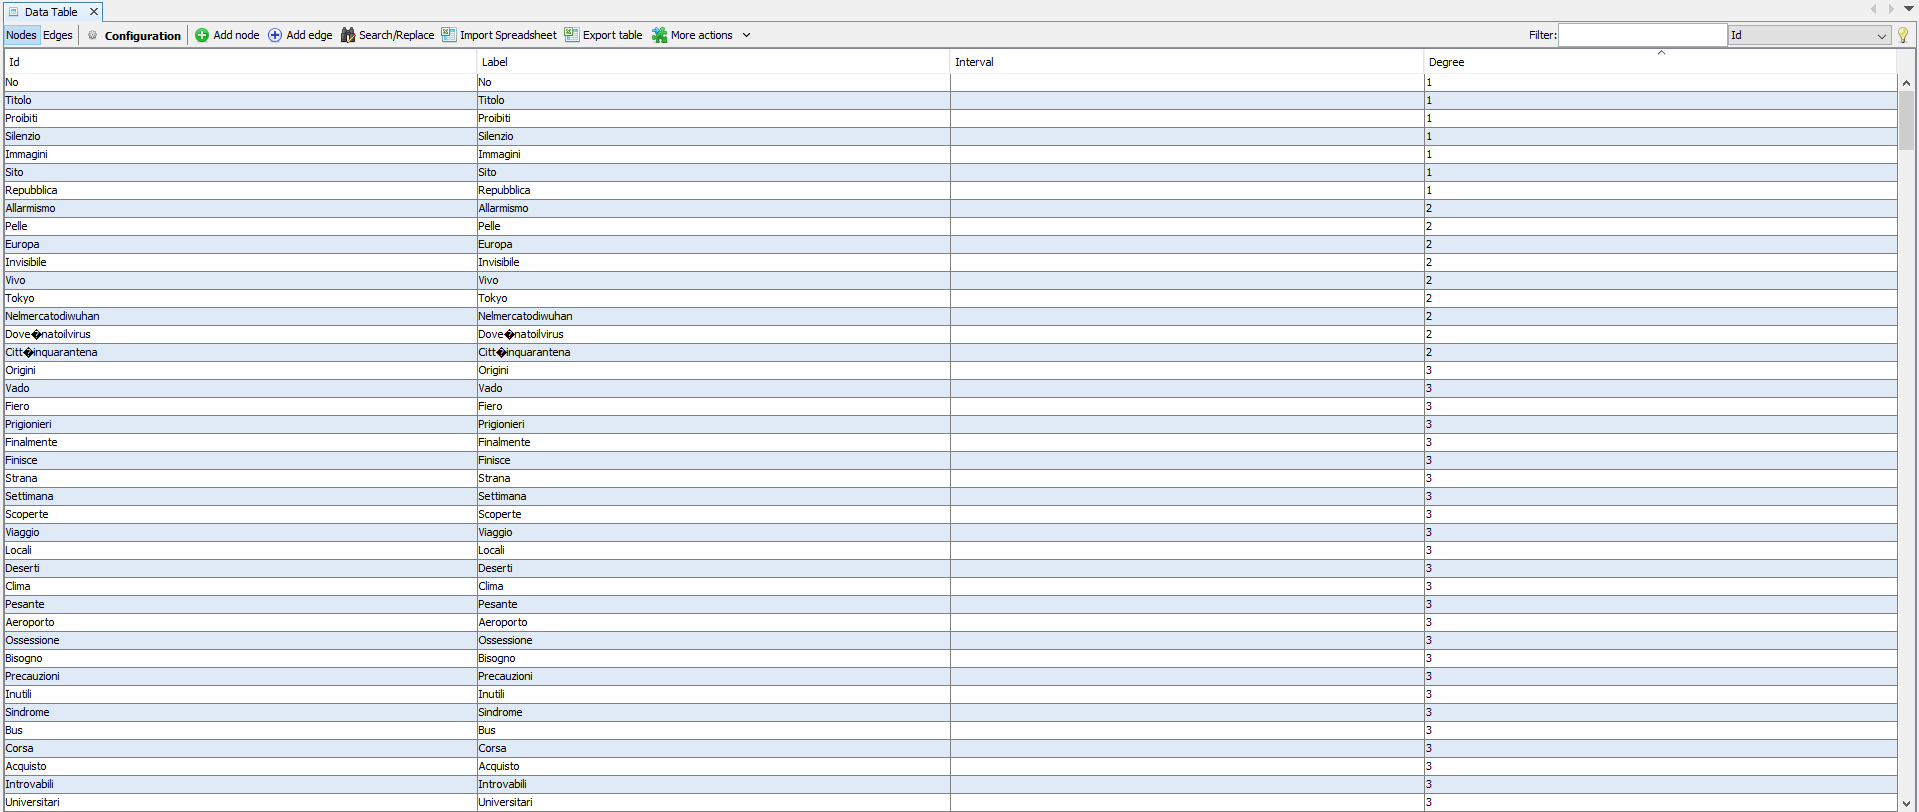 Data Table
Nodes Edges Configuration Add node Add edge Search/Replace Import Spreadsheet Export table More actions Filter: Id
Id Label Interval Degree
No No 1
Titolo Titolo 1
Proibiti Proibiti 1
Silenzio Silenzio 1
Immagini Immagini 1
Sito Sito 1
Repubblica Repubblica 1
Allarmismo Allarmismo 2
Pelle Pelle 2
Europa Europa 2
Invisibile Invisibile 2
Vivo Vivo 2
Tokyo Tokyo 2
Nelmercatodiwuhan Nelmercatodiwuhan 2
Dove�natoilvirus Dove�natoilvirus 2
Citt�inquarantena Citt�inquarantena 2
Origini Origini 3
Vado Vado 3
Fiero Fiero 3
Prigionieri Prigionieri 3
Finalmente Finalmente 3
Finisce Finisce 3
Strana Strana 3
Settimana Settimana 3
Scoperte Scoperte 3
Viaggio Viaggio 3
Locali Locali 3
Deserti Deserti 3
Clima Clima 3
Pesante Pesante 3
Aeroporto Aeroporto 3
Ossessione Ossessione 3
Bisogno Bisogno 3
Precauzioni Precauzioni 3
Inutili Inutili 3
Sindrome Sindrome 3
Bus Bus 3
Corsa Corsa 3
Acquisto Acquisto 3
Introvabili Introvabili 3
Universitari Universitari 3